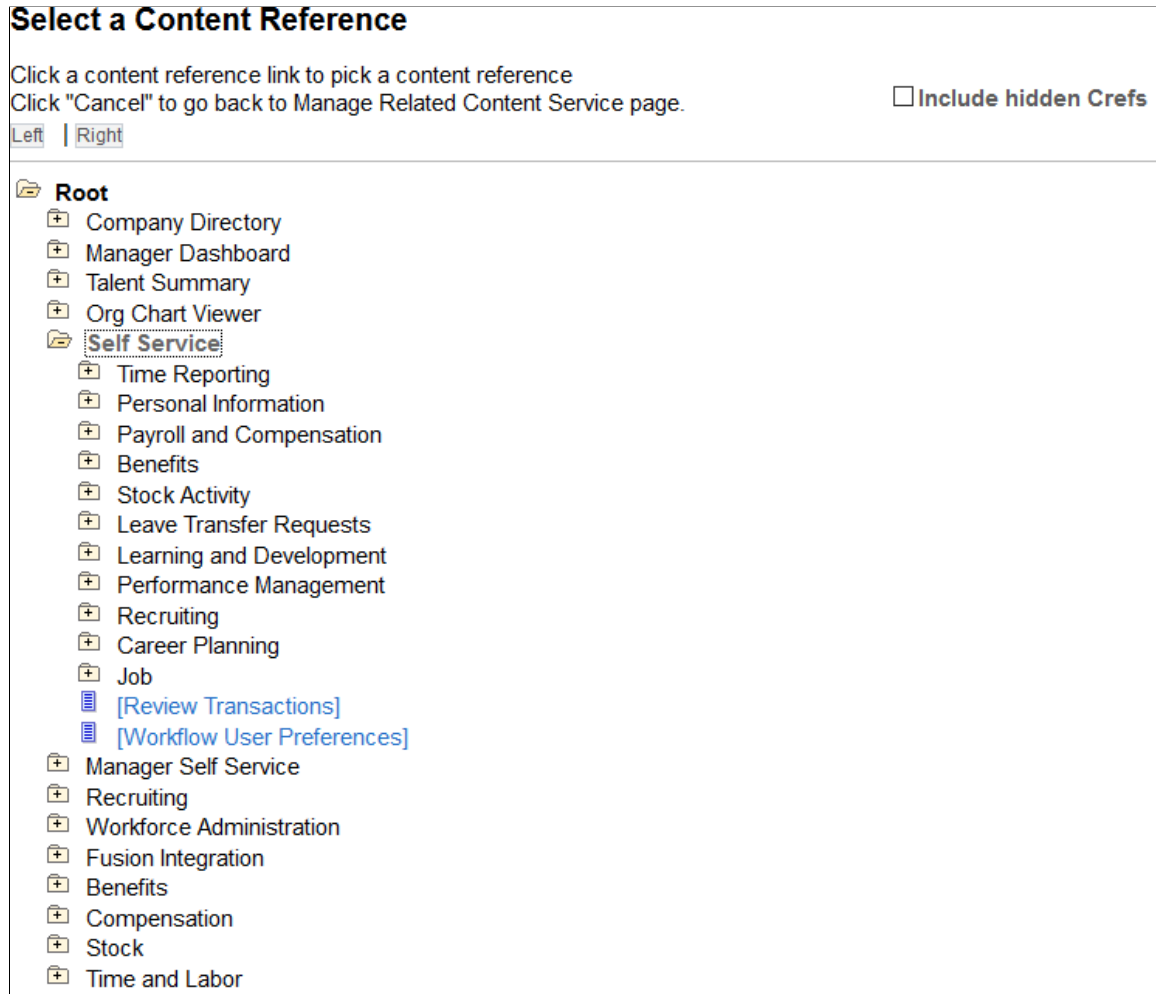 Select a Content Reference
Click a content reference link to pick a content reference
Click "Cancel" to go back to Manage Related Content Service page.
Include hidden Crefs
Left | Right
Root
Company Directory
Manager Dashboard
Talent Summary
Org Chart Viewer
Self Service
Time Reporting
Personal Information
Payroll and Compensation
Benefits
Stock Activity
Leave Transfer Requests
Learning and Development
Performance Management
Recruiting
Career Planning
Job
[Review Transactions]
[Workflow User Preferences]
Manager Self Service
Recruiting
Workforce Administration
Fusion Integration
Benefits
Compensation
Stock
Time and Labor